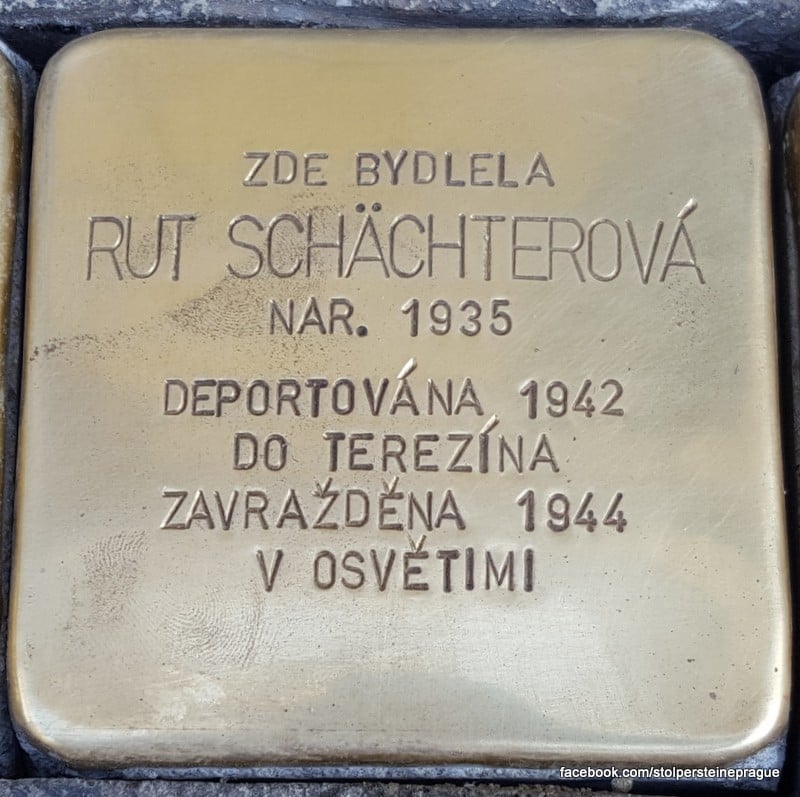 ZDE BYDLELA
RUT SCHÄCHTEROVÁ
NAR. 1935
DEPORTOVÁNA 1942
DO TEREZÍNA
ZAVRAŽDĚNA 1944
V OSVĚTIMI
facebook.com/stolpersteineprague